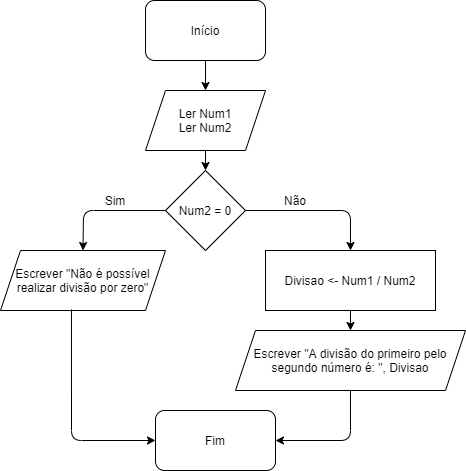 Início
Ler Num1
Ler Num2
Num2 = 0
Sim
Não
Escrever "Não é possível
realizar divisão por zero"
Divisao <- Num1 / Num2
Escrever "A divisão do primeiro pelo
segundo número é: ", Divisao
Fim